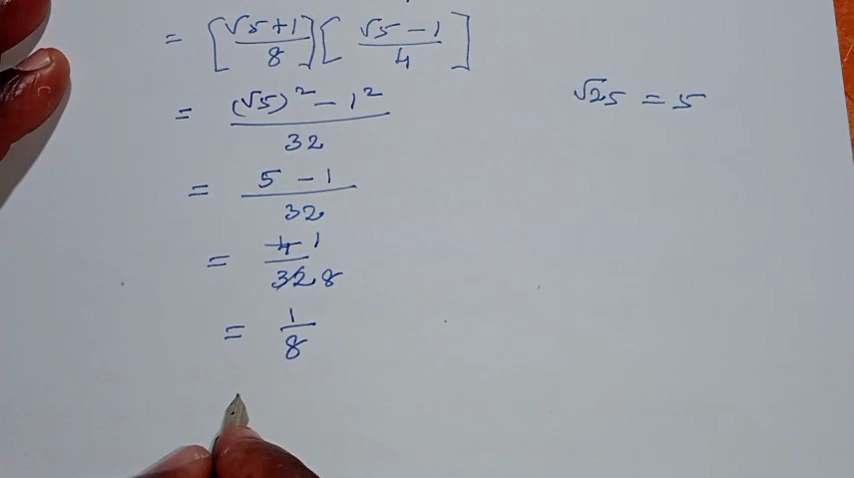 = [√5+1/8][√5-1/4]
= (√5)²-1²/32
√25 = 5
= 5-1/32
= 4 1/32 8
= 1/8